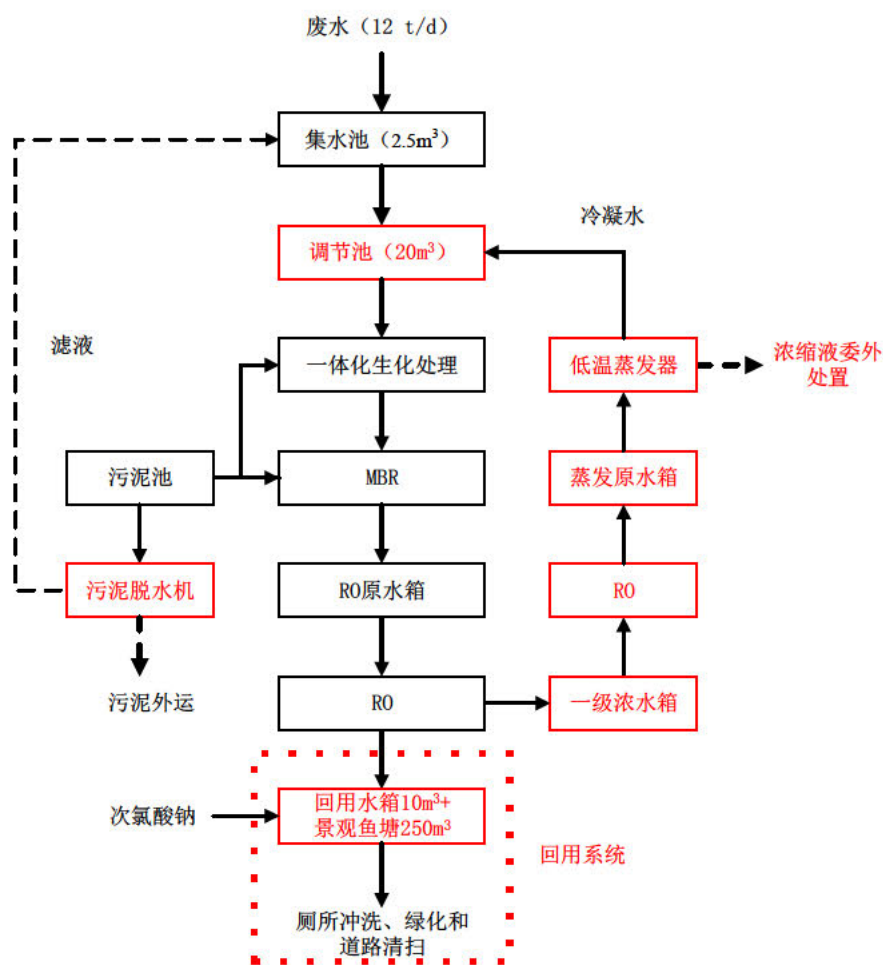 废水（12 t/d）
集水池（2.5m³）
冷凝水
调节池（20m³）
滤液
一体化生化处理
低温蒸发器
浓缩液委外
处置
污泥池
MBR
蒸发原水箱
污泥脱水机
RO原水箱
RO
污泥外运
RO
一级浓水箱
次氯酸钠
回用水箱10m³+
景观鱼塘250m³
回用系统
厕所冲洗、绿化和
道路清扫